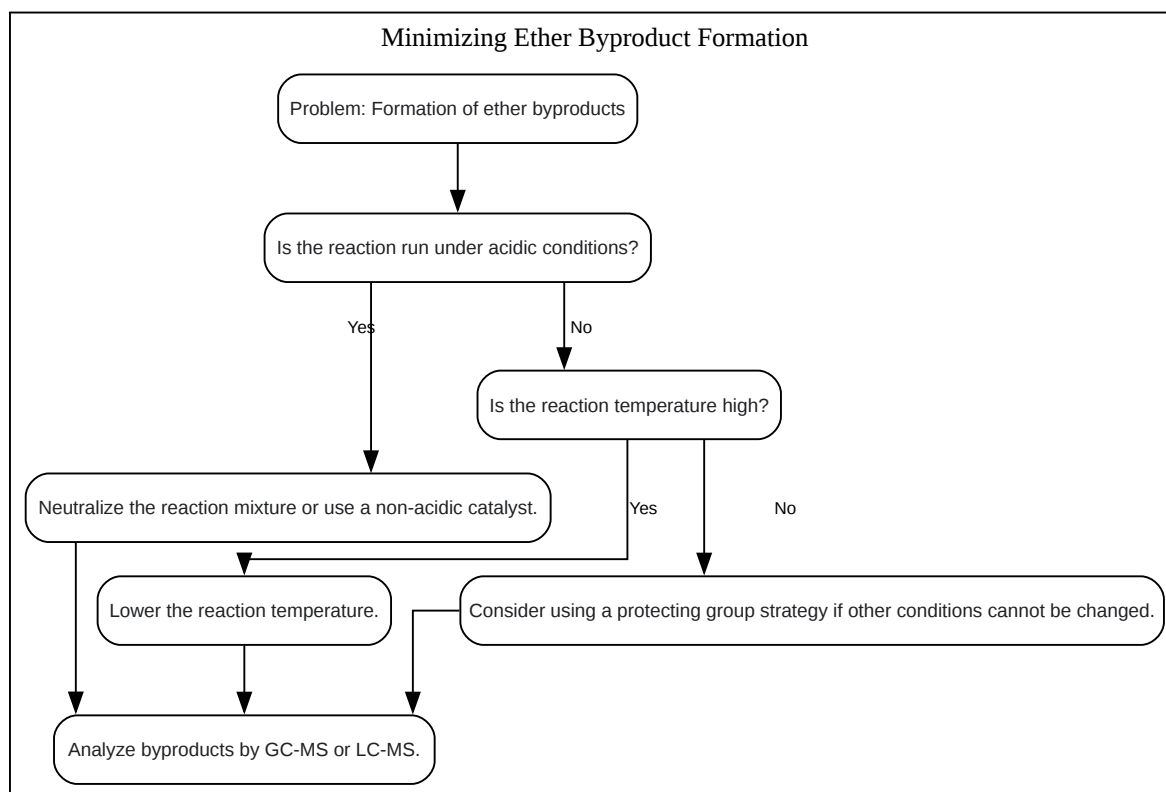 Minimizing Ether Byproduct Formation
Problem: Formation of ether byproducts
Is the reaction run under acidic conditions?
Yes
No
Is the reaction temperature high?
Neutralize the reaction mixture or use a non-acidic catalyst.
Yes
No
Lower the reaction temperature.
Consider using a protecting group strategy if other conditions cannot be changed.
Analyze byproducts by GC-MS or LC-MS.